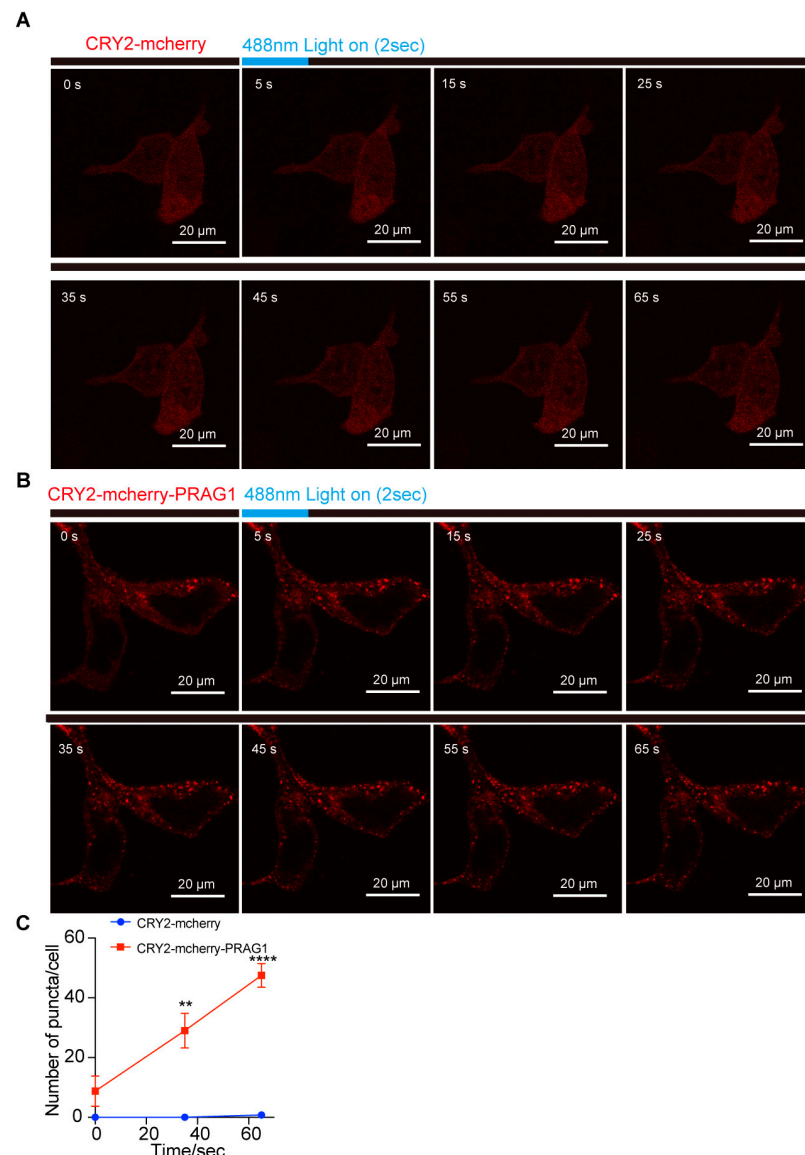 A
CRY2-mcherry 488nm Light on (2sec)
0 s 5 s 15 s 25 s
20 µm 20 µm 20 µm 20 µm
35 s 45 s 55 s 65 s
20 µm 20 µm 20 µm 20 µm
B
CRY2-mcherry-PRAG1 488nm Light on (2sec)
0 s 5 s 15 s 25 s
20 µm 20 µm 20 µm 20 µm
35 s 45 s 55 s 65 s
20 µm 20 µm 20 µm 20 µm
C
CRY2-mcherry
CRY2-mcherry-PRAG1
Number of puncta/cell
60
40
20
0
**
****
0 20 40 60
Time/sec